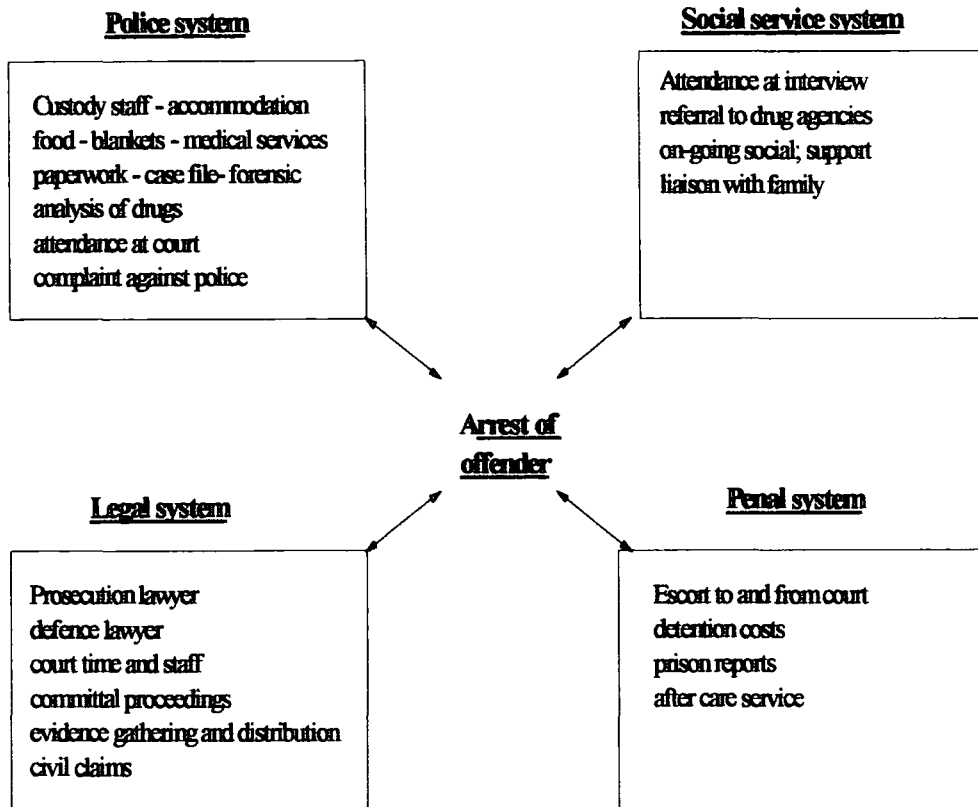 Police system
Custody staff - accommodation
food - blankets - medical services
paperwork - case file- forensic
analysis of drugs
attendance at court
complaint against police
Social service system
Attendance at interview
referral to drug agencies
on-going social; support
liaison with family
Arrest of
offender
Legal system
Prosecution lawyer
defence lawyer
court time and staff
committal proceedings
evidence gathering and distribution
civil claims
Penal system
Escort to and from court
detention costs
prison reports
after care service